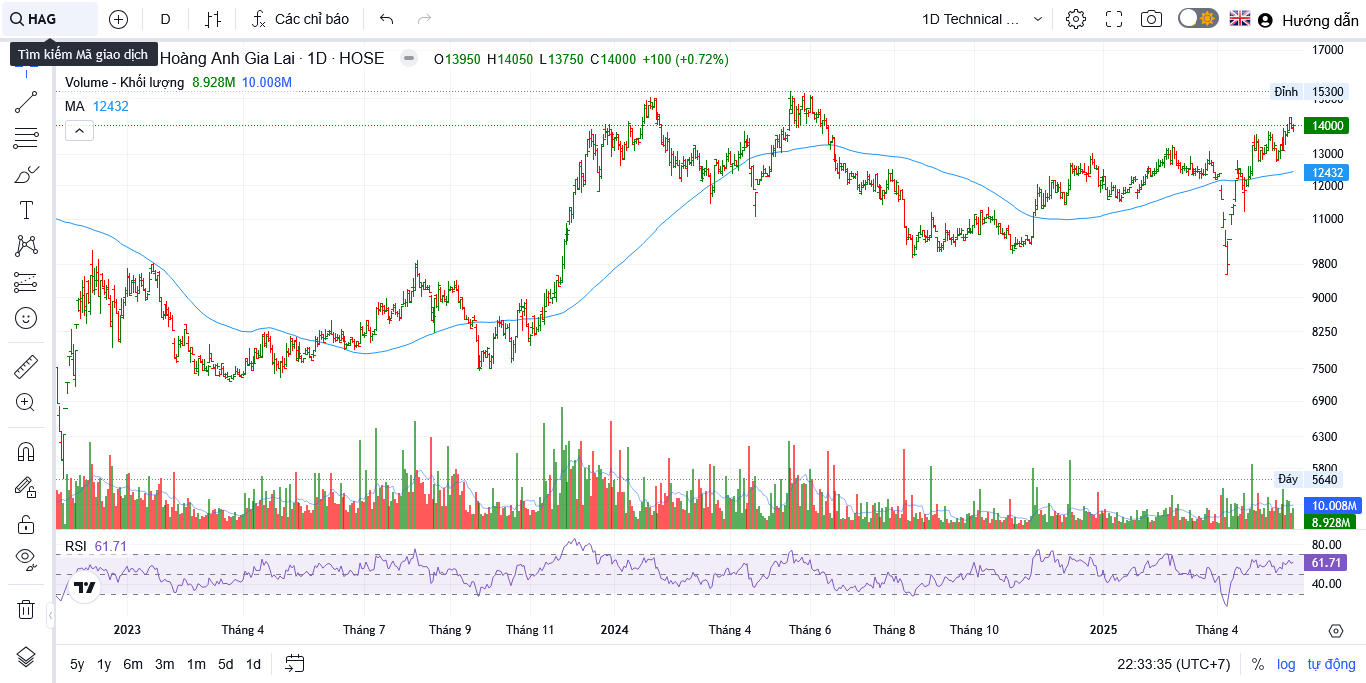 HAG
D
Các chỉ báo
1D Technical ...
Hướng dẫn
Tìm kiếm Mã giao dịch
Hoàng Anh Gia Lai · 1D · HOSE
O13950 H14050 L13750 C14000 +100 (+0.72%)
Volume - Khối lượng 8.928M 10.008M
MA 12432
17000
Đỉnh 15300
14000
13000
12432
12000
11000
9800
9000
8250
7500
6900
6300
5800
Đáy 5640
10.008M
8.928M
RSI 61.71
80.00
61.71
40.00
2023 Tháng 4 Tháng 7 Tháng 9 Tháng 11 2024 Tháng 4 Tháng 6 Tháng 8 Tháng 10 2025 Tháng 4
5y 1y 6m 3m 1m 5d 1d
22:33:35 (UTC+7) % log tự động